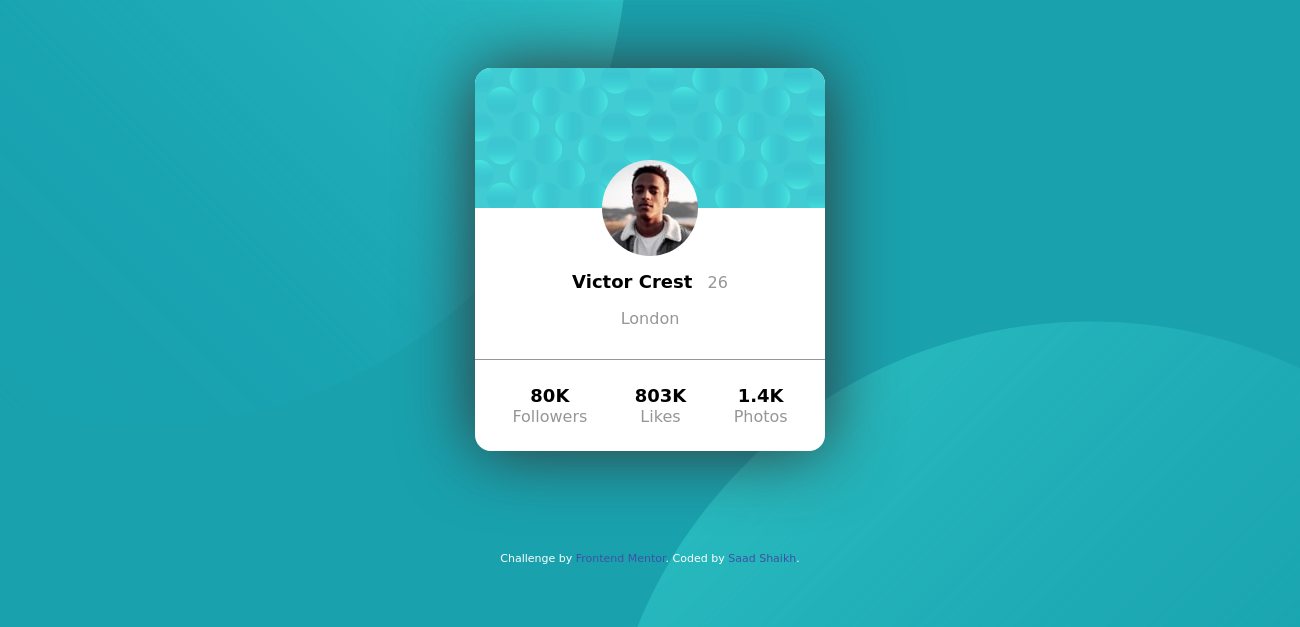 Victor Crest 26
London
80K 803K 1.4K
Followers Likes Photos
Challenge by Frontend Mentor. Coded by Saad Shaikh.